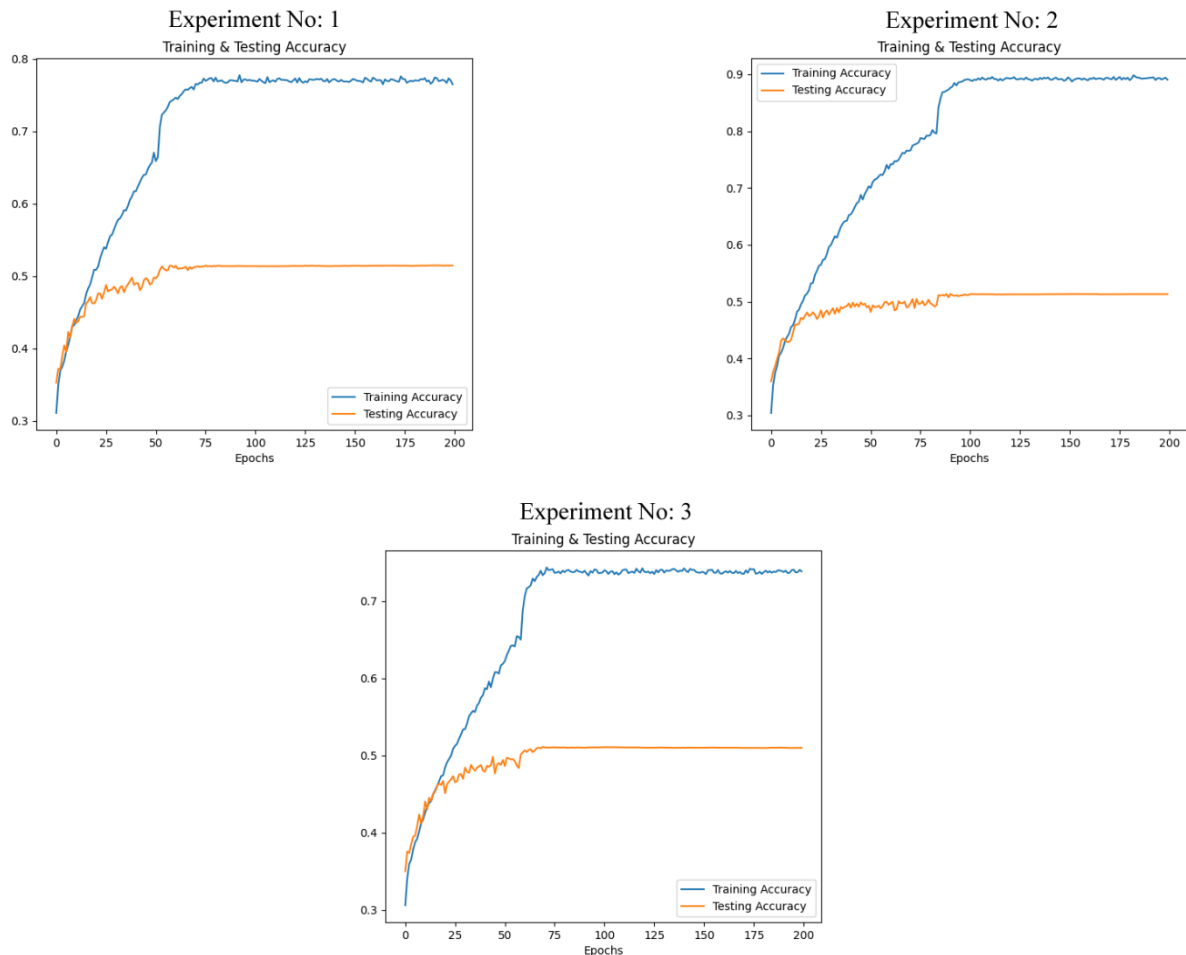 Experiment No: 1
Training & Testing Accuracy
0.8
0.7
0.6
0.5
0.4
0.3
Training Accuracy
Testing Accuracy
0 25 50 75 100 125 150 175 200
Epochs
Experiment No: 2
Training & Testing Accuracy
Training Accuracy
Testing Accuracy
0.9
0.8
0.7
0.6
0.5
0.4
0.3
0 25 50 75 100 125 150 175 200
Epochs
Experiment No: 3
Training & Testing Accuracy
0.7
0.6
0.5
0.4
0.3
Training Accuracy
Testing Accuracy
0 25 50 75 100 125 150 175 200
Epochs